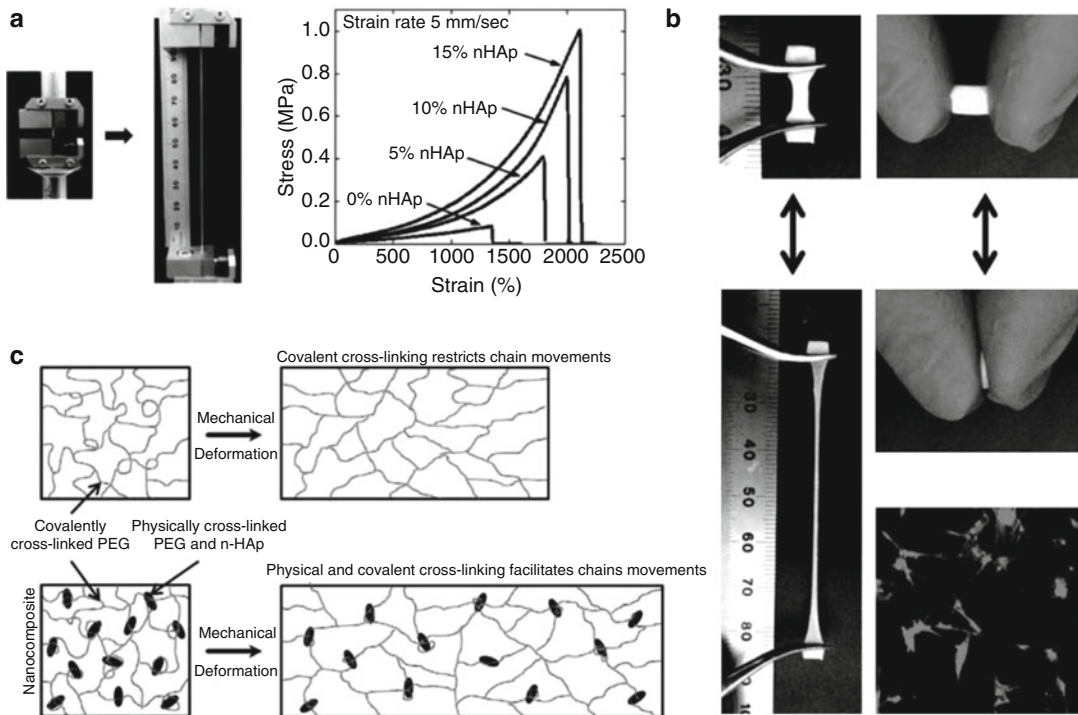 a
Strain rate 5 mm/sec
1.0
0.8
0.6
0.4
0.2
0.0
Stress (MPa)
15% nHAp
10% nHAp
5% nHAp
0% nHAp
0 500 1000 1500 2000 2500
Strain (%)
b
30
40
50
60
70
80
c
Covalent cross-linking restricts chain movements
Mechanical
Deformation
Covalently
cross-linked PEG
Physically cross-linked
PEG and n-HAp
Physical and covalent cross-linking facilitates chains movements
Nanocomposite
Mechanical
Deformation